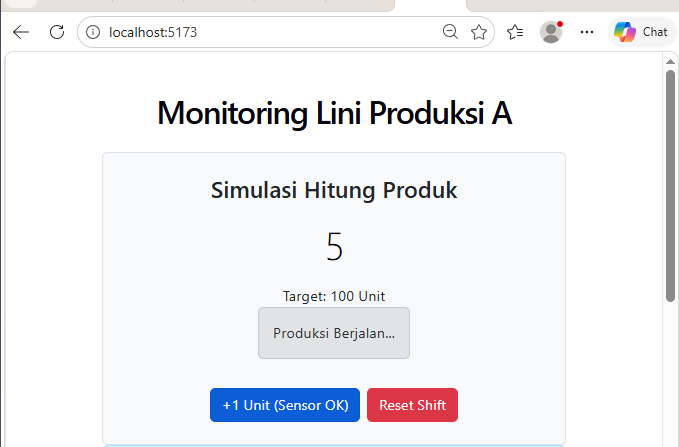 localhost:5173
Chat
Monitoring Lini Produksi A
Simulasi Hitung Produk
5
Target: 100 Unit
Produksi Berjalan...
+1 Unit (Sensor OK)
Reset Shift